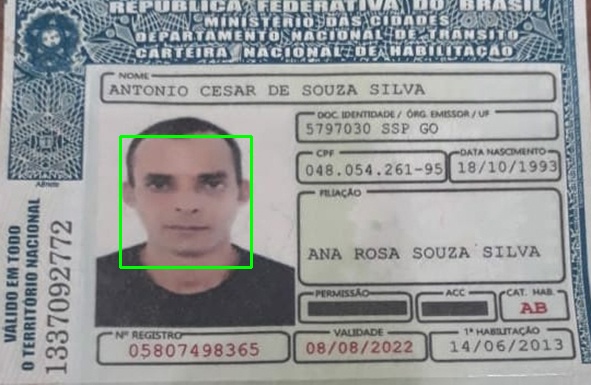 REPÚBLICA FEDERATIVA DO BRASIL
MINISTÉRIO DAS CIDADES
DEPARTAMENTO NACIONAL DE TRÂNSITO
CARTEIRA NACIONAL DE HABILITAÇÃO
NOME
ANTONIO CESAR DE SOUZA SILVA
DOC. IDENTIDADE / ÓRG. EMISSOR / UF
5797030 SSP GO
CPF
048.054.261-95
DATA NASCIMENTO
18/10/1993
FILIAÇÃO
ANA ROSA SOUZA SILVA
PERMISSÃO
ACC
CAT. HAB.
AB
Nº REGISTRO
05807498365
VALIDADE
08/08/2022
1ª HABILITAÇÃO
14/06/2013
VÁLIDO EM TODO
O TERRITÓRIO NACIONAL
1337092772